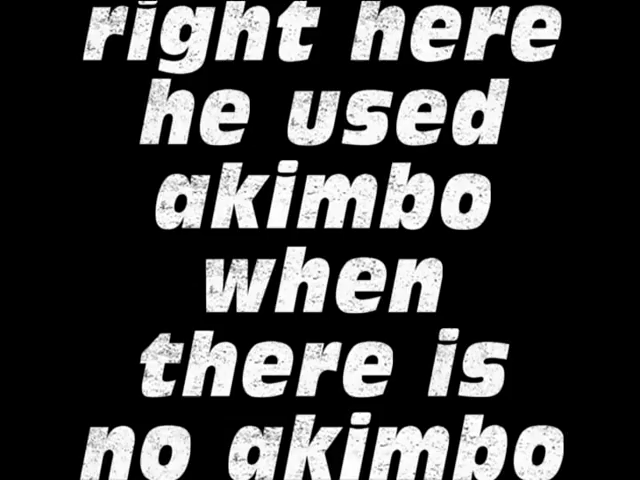 right here
he used
akimbo
when
there is
no akimbo